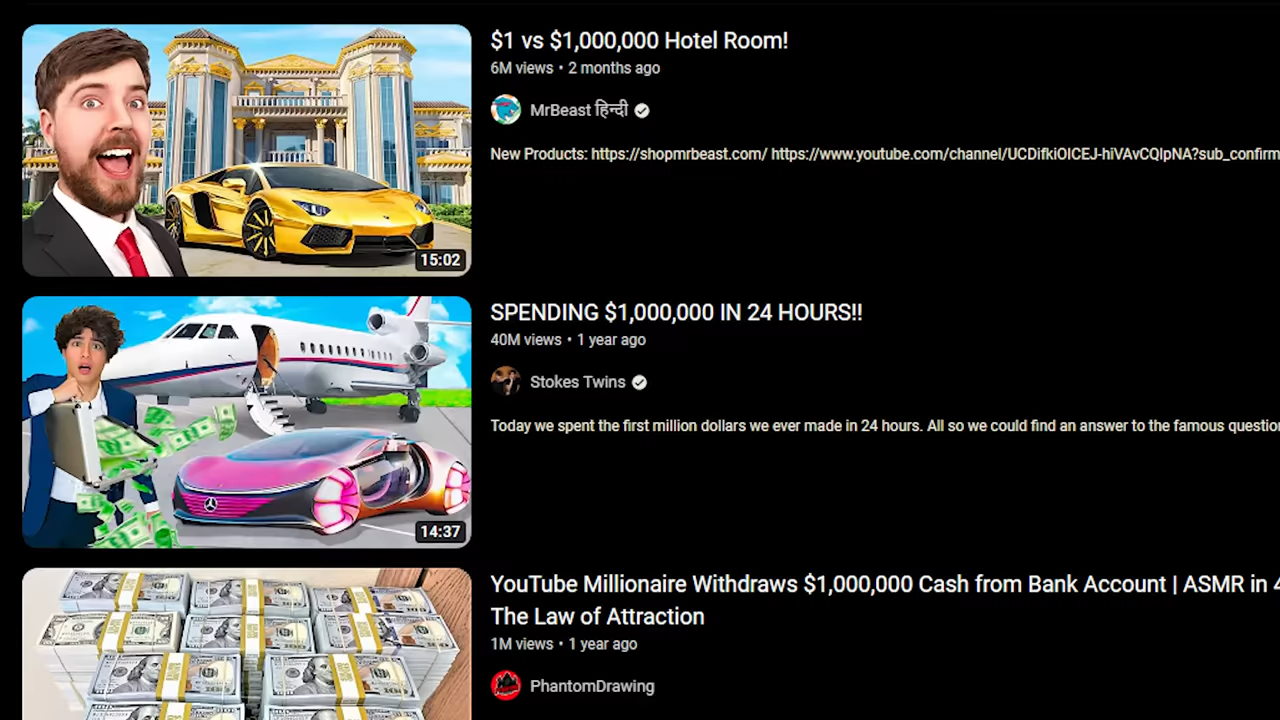 $1 vs $1,000,000 Hotel Room!
6M views • 2 months ago
MrBeast हिन्दी
New Products: https://shopmrbeast.com/ https://www.youtube.com/channel/UCDifkiOICEJ-hiVAvCQIpNA?sub_confirm
15:02
SPENDING $1,000,000 IN 24 HOURS!!
40M views • 1 year ago
Stokes Twins
Today we spent the first million dollars we ever made in 24 hours. All so we could find an answer to the famous question
14:37
YouTube Millionaire Withdraws $1,000,000 Cash from Bank Account | ASMR in 4
The Law of Attraction
1M views • 1 year ago
PhantomDrawing